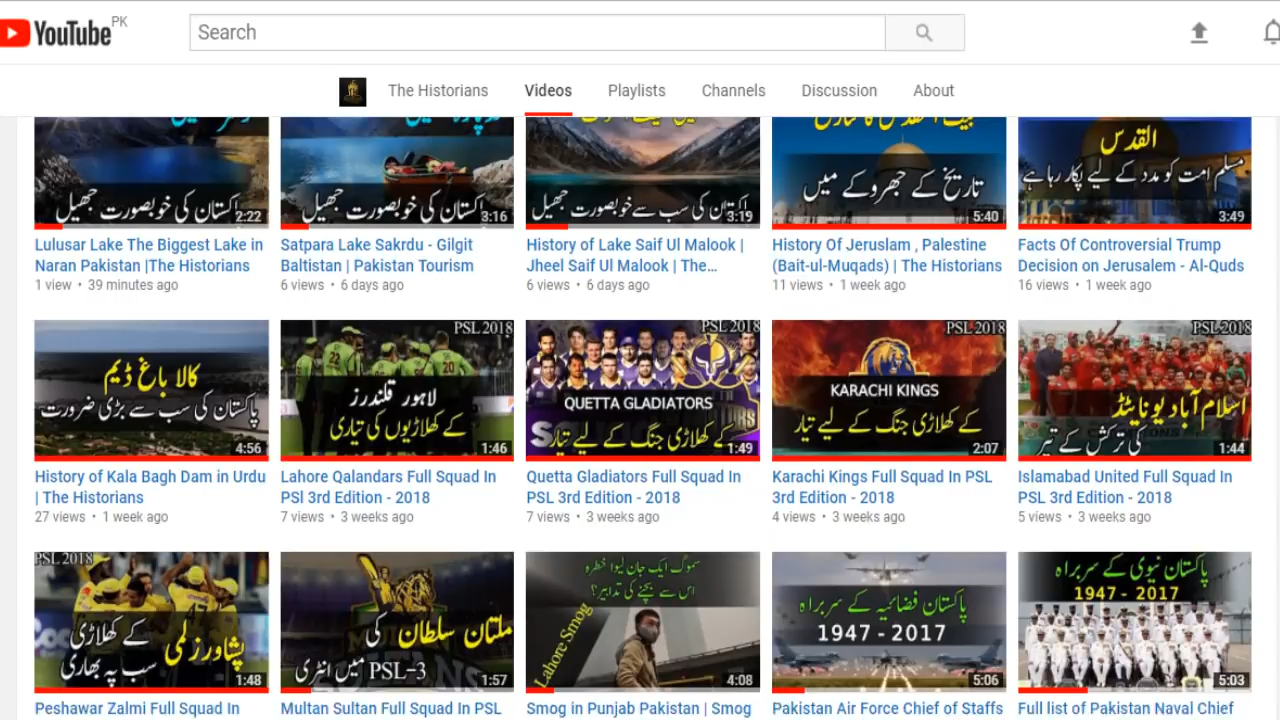 YouTube PK
Search
The Historians Videos Playlists Channels Discussion About
پاکستان کی خوبصورت جھیل
2:22
پاکستان کی خوبصورت جھیل
3:16
پاکستان کی سب سے خوبصورت جھیل
3:19
تاریخ کے جھروکے میں
5:40
القدس
مسلم امت کو مدد کے لیے پکار رہا ہے
3:49
Lulusar Lake The Biggest Lake in
Naran Pakistan |The Historians
1 view • 39 minutes ago
Satpara Lake Sakrdu - Gilgit
Baltistan | Pakistan Tourism
6 views • 6 days ago
History of Lake Saif Ul Malook |
Jheel Saif Ul Malook | The...
6 views • 6 days ago
History Of Jeruslam , Palestine
(Bait-ul-Muqads) | The Historians
11 views • 1 week ago
Facts Of Controversial Trump
Decision on Jerusalem - Al-Quds
16 views • 1 week ago
کالا باغ ڈیم
پاکستان کی سب سے بڑی ضرورت
4:56
PSL 2018
لاہور قلندرز
کے کھلاڑیوں کی تیاری
1:46
PSL 2018
QUETTA GLADIATORS
کے کھلاڑی جنگ کے لیے تیار
1:49
PSL 2018
KARACHI KINGS
کے کھلاڑی جنگ کے لیے تیار
2:07
PSL 2018
اسلام آباد یونائیٹڈ
کی ترکش کے تیر
1:44
History of Kala Bagh Dam in Urdu
| The Historians
27 views • 1 week ago
Lahore Qalandars Full Squad In
PSl 3rd Edition - 2018
7 views • 3 weeks ago
Quetta Gladiators Full Squad In
PSL 3rd Edition - 2018
7 views • 3 weeks ago
Karachi Kings Full Squad In PSL
3rd Edition - 2018
4 views • 3 weeks ago
Islamabad United Full Squad In
PSL 3rd Edition - 2018
5 views • 3 weeks ago
PSL 2018
پشاور زلمی کے کھلاڑی
سب پہ بھاری
1:48
ملتان سلطان کی
PSL-3 میں انٹری
1:57
سموگ ایک جان لیوا خطرہ
اس سے بچنے کی تدابیر؟
Lahore Smog
4:08
پاکستان فضائیہ کے سربراہ
1947 - 2017
5:06
پاکستان نیوی کے سربراہ
1947 - 2017
5:03
Peshawar Zalmi Full Squad In
Multan Sultan Full Squad In PSL
Smog in Punjab Pakistan | Smog
Pakistan Air Force Chief of Staffs
Full list of Pakistan Naval Chief